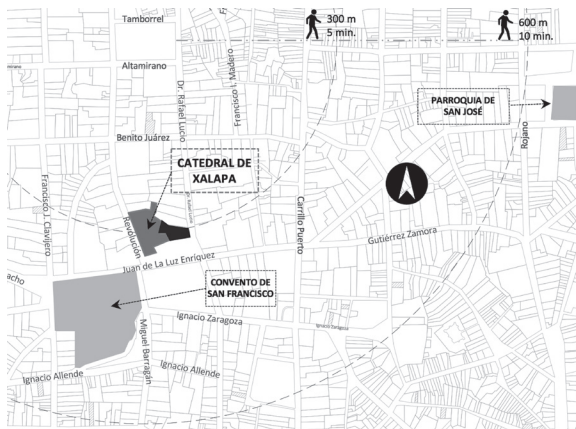 Tamborrel
300 m
5 min.
600 m
10 min.
Altamirano
Dr. Rafael Lucio
Francisco I. Madero
PARROQUIA DE
SAN JOSÉ
Rojano
Benito Juárez
CATEDRAL DE
XALAPA
Francisco J. Clavijero
Revolución
Carrillo Puerto
Gutiérrez Zamora
Juan de La Luz Enríquez
acho
CONVENTO DE
SAN FRANCISCO
Ignacio Zaragoza
Ignacio Zaragoza
Miguel Barragán
Ignacio Allende
Ignacio Allende